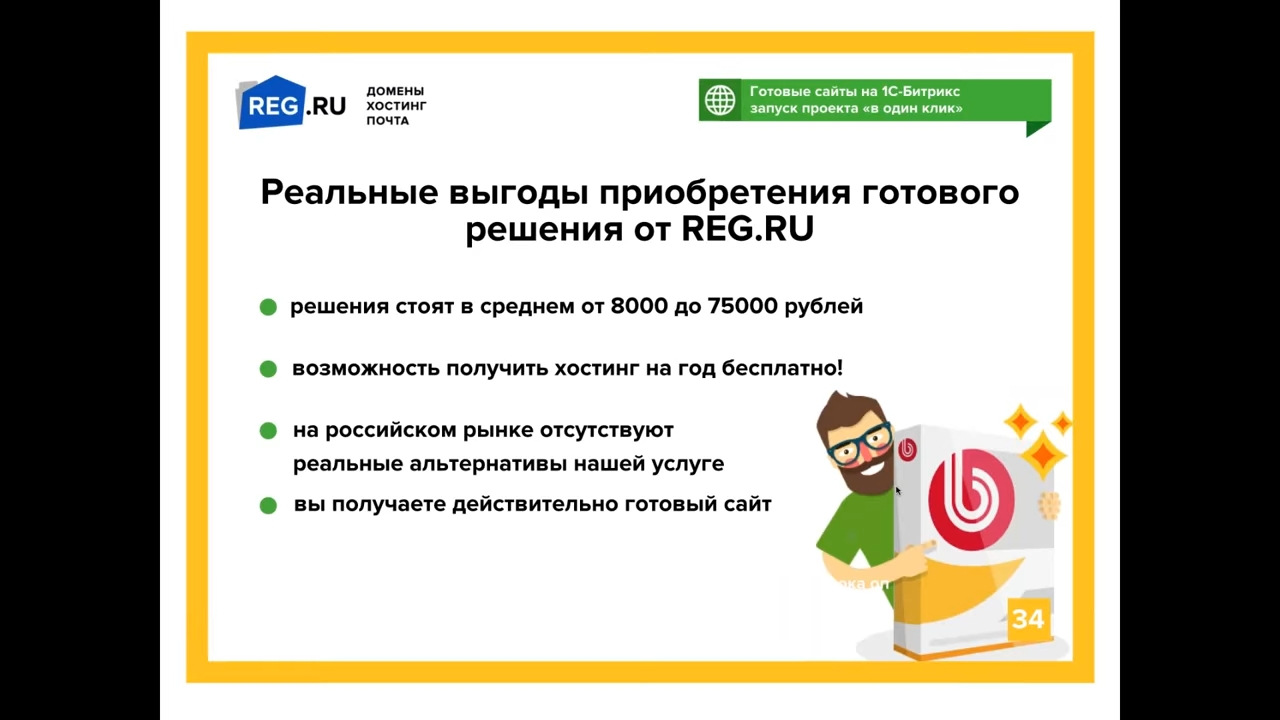 REG.RU
ДОМЕНЫ
ХОСТИНГ
ПОЧТА
Готовые сайты на 1С-Битрикс
запуск проекта «в один клик»
Реальные выгоды приобретения готового
решения от REG.RU
решения стоят в среднем от 8000 до 75000 рублей
возможность получить хостинг на год бесплатно!
на российском рынке отсутствуют
реальные альтернативы нашей услуге
вы получаете действительно готовый сайт
34